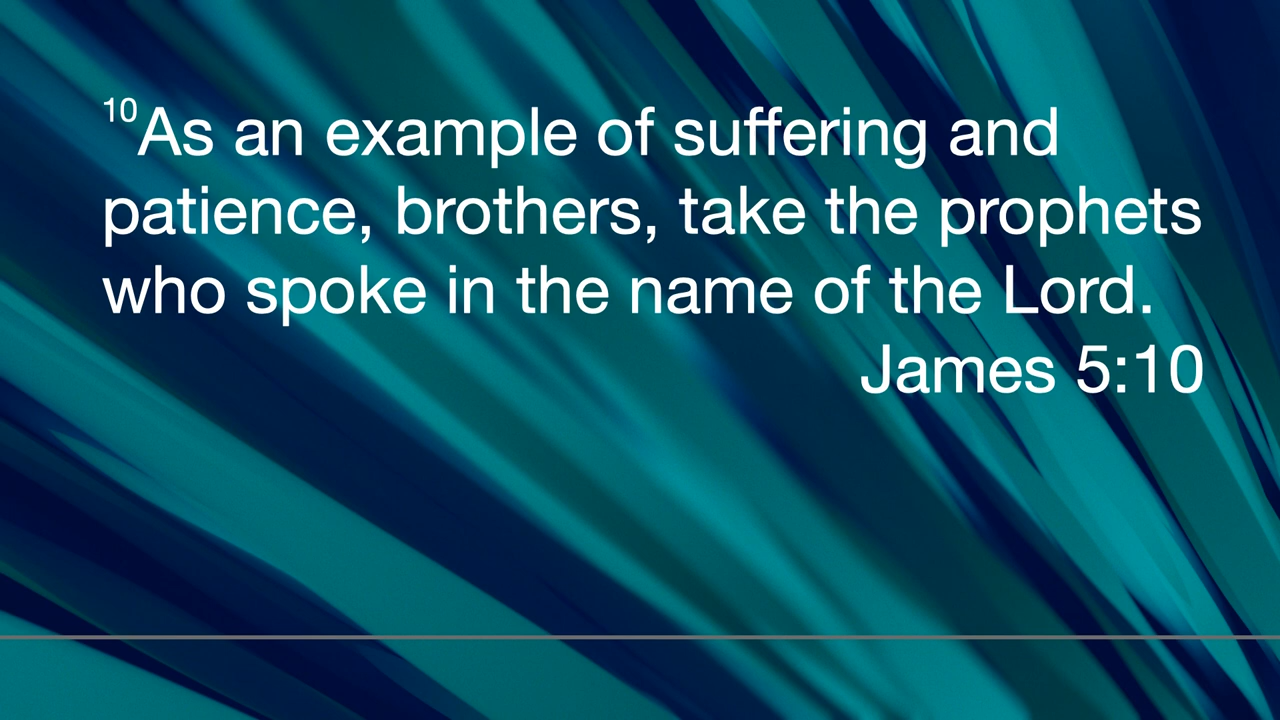 10As an example of suffering and
patience, brothers, take the prophets
who spoke in the name of the Lord.
James 5:10